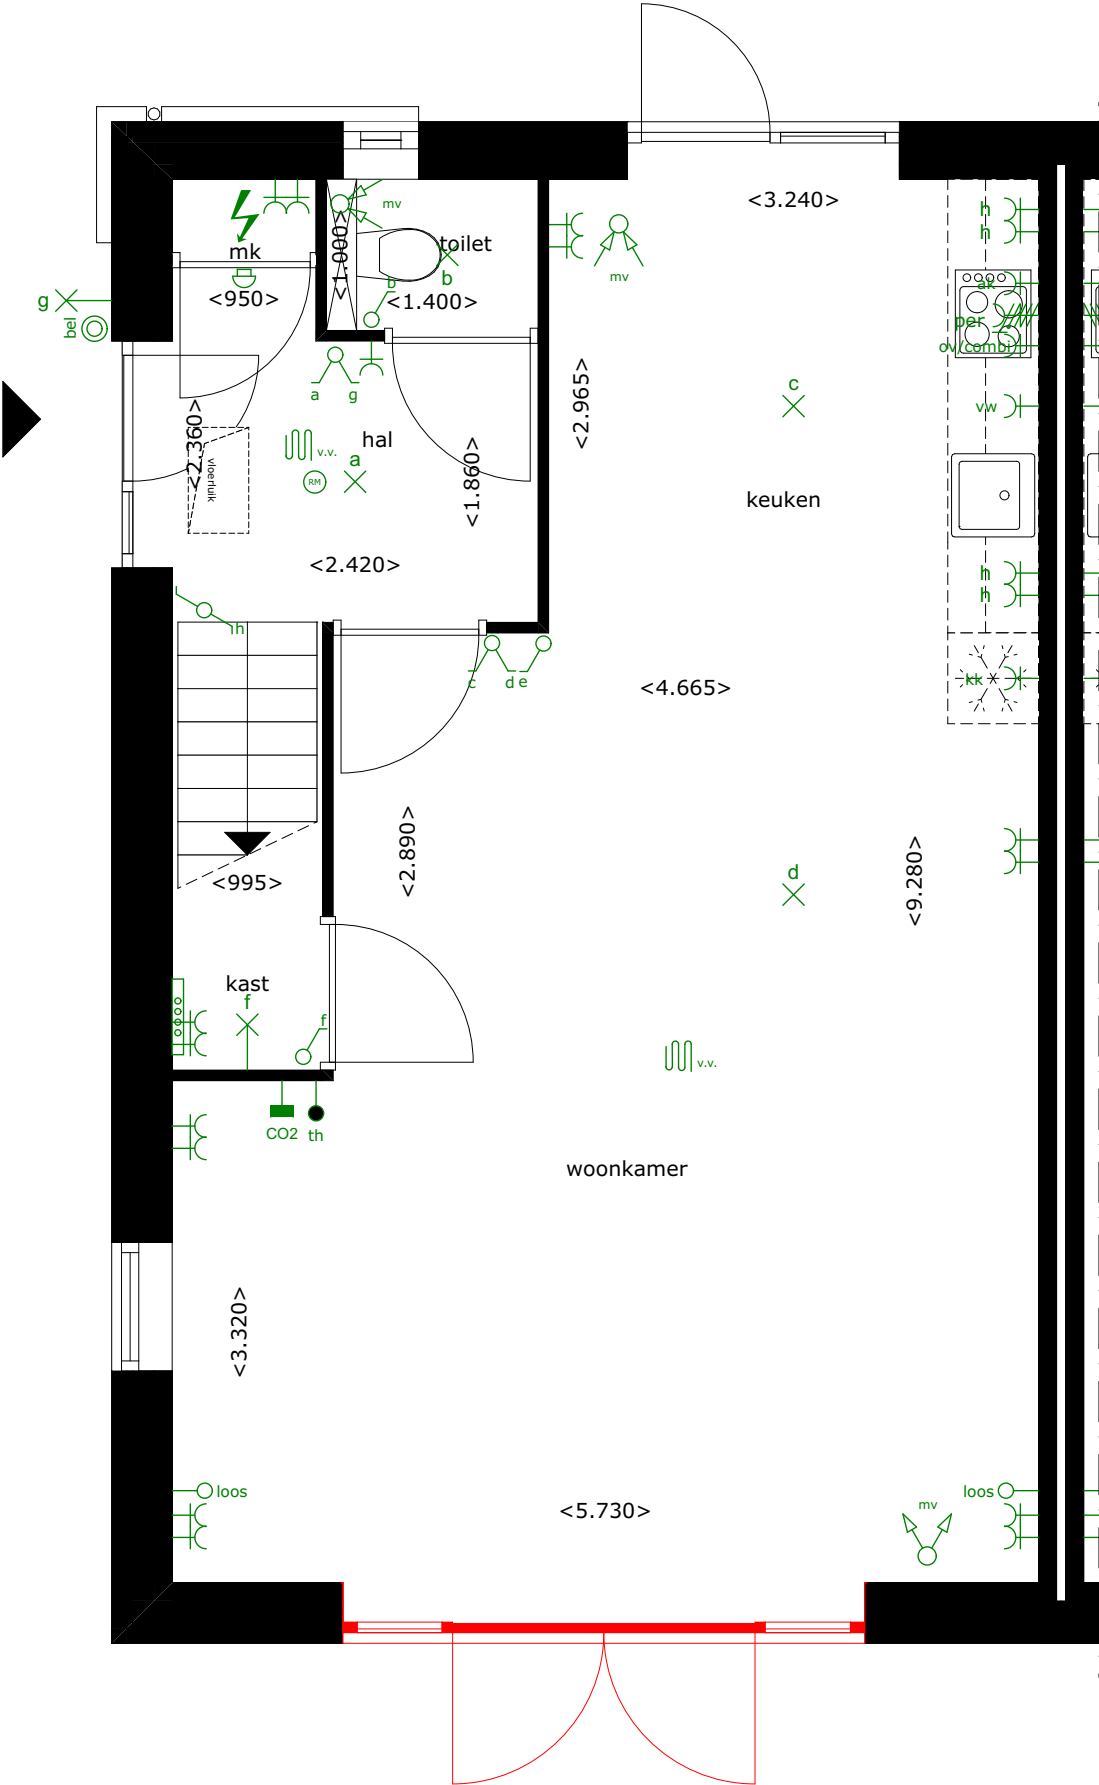 <3.240>
mv
h
h
toilet
<1.000>
mk
b
b
mv
ak
g
<950>
<1.400>
bel
per
ov/combi
<2.965>
c
a
g
vw
<2.360>
hal
v.v.
a
vloerluik
RM
<1.860>
keuken
<2.420>
h
h
h
c
d
e
kk
<4.665>
<2.890>
d
<9.280>
<995>
kast
f
f
v.v.
CO2
th
woonkamer
<3.320>
loos
loos
mv
<5.730>